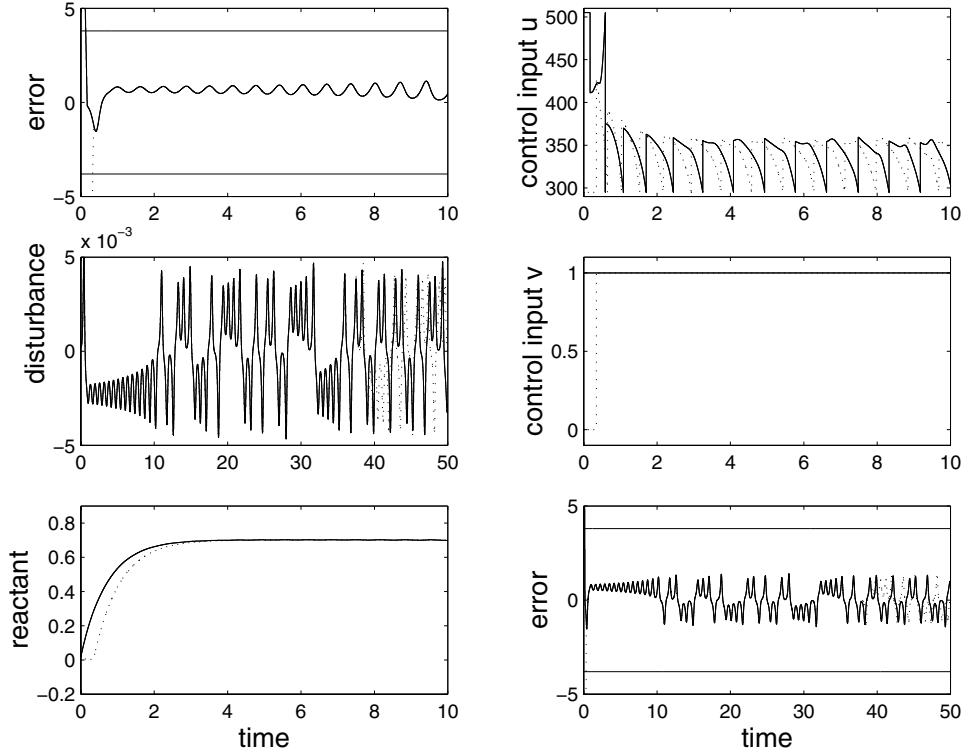 error
5
0
−5
0 2 4 6 8 10
control input u
500
450
400
350
300
0 2 4 6 8 10
x 10⁻³
disturbance
5
0
−5
0 10 20 30 40 50
control input v
1
0.5
0
0 2 4 6 8 10
reactant
0.8
0.6
0.4
0.2
0
−0.2
0 2 4 6 8 10
time
error
5
0
−5
0 10 20 30 40 50
time